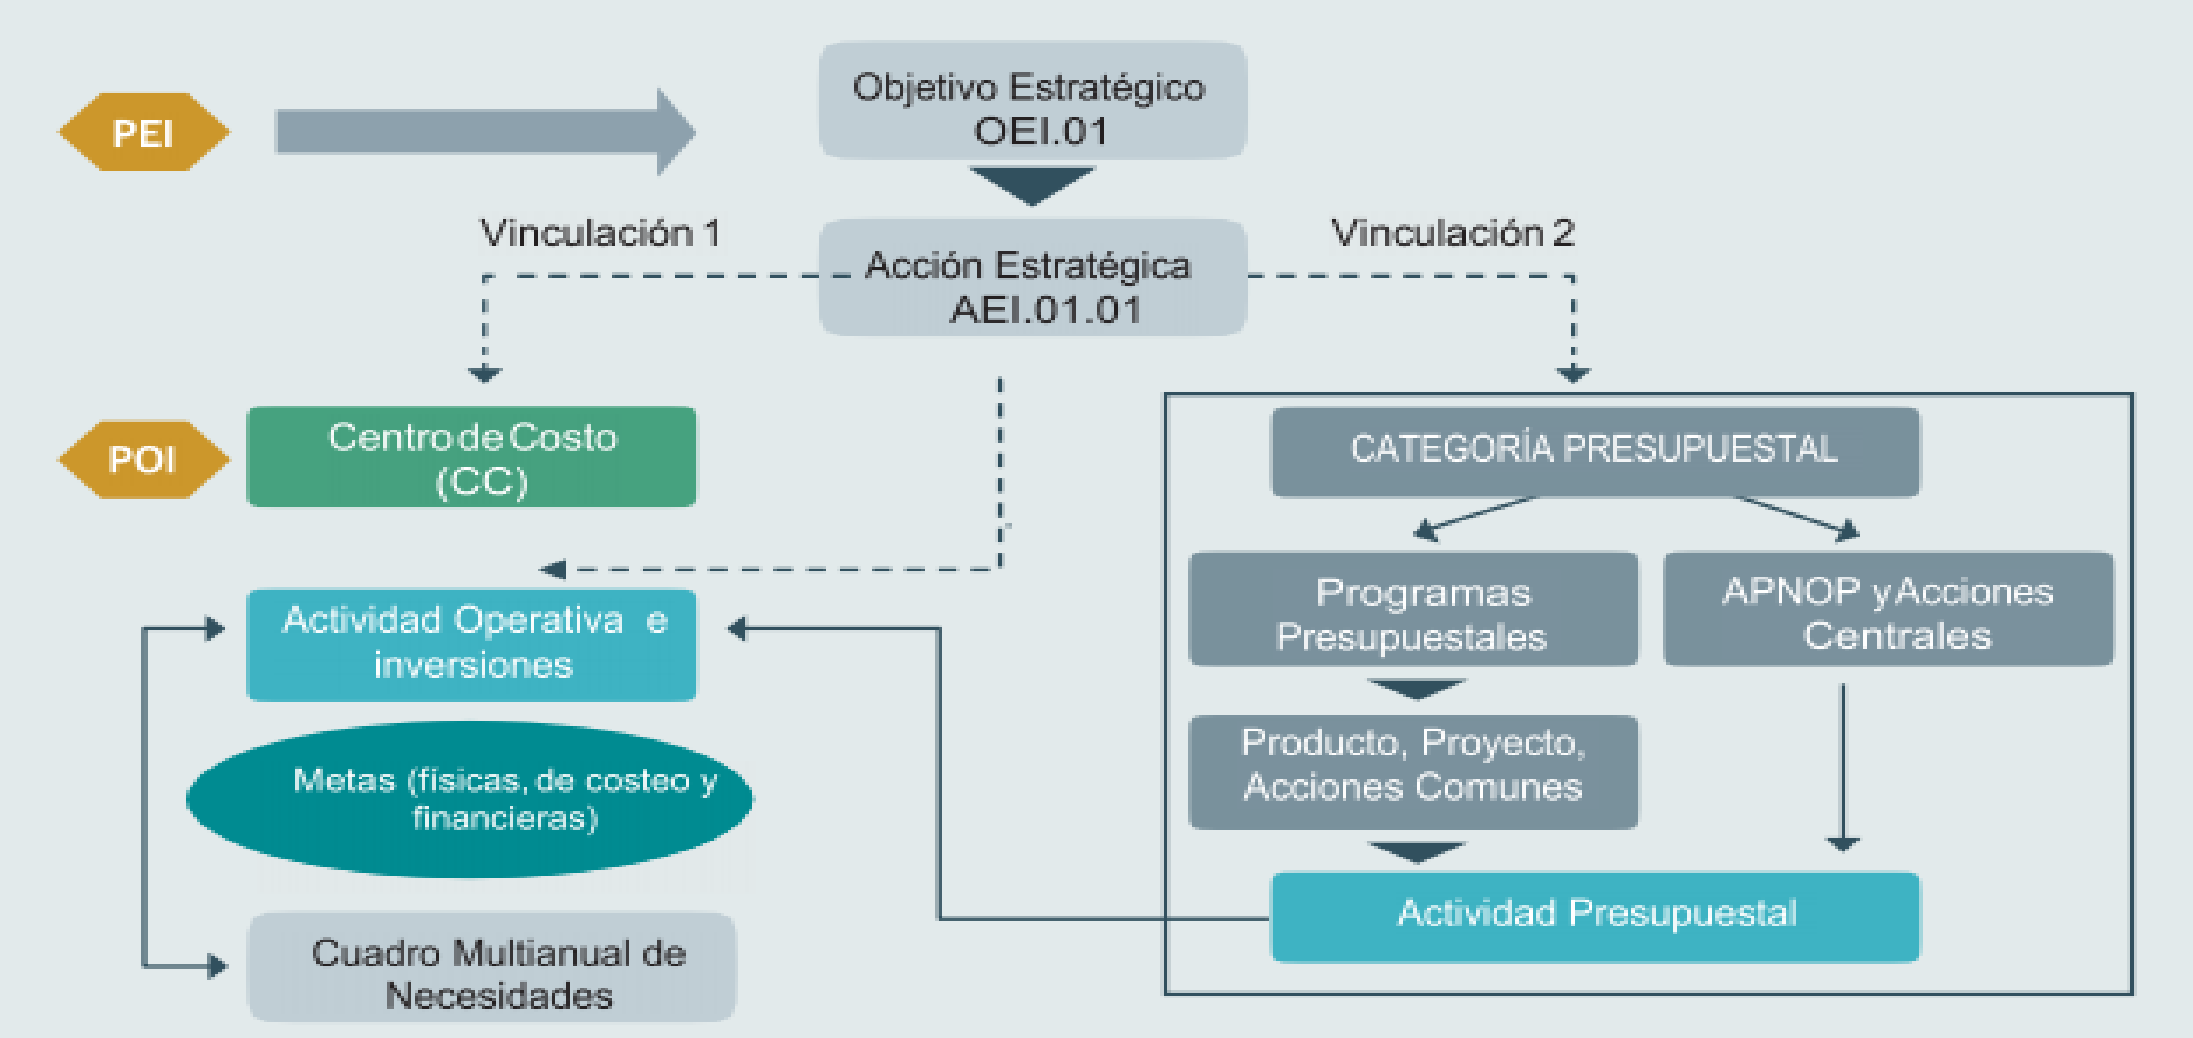 PEI
Objetivo Estratégico
OEI.01
Vinculación 1
Vinculación 2
Acción Estratégica
AEI.01.01
POI
Centro de Costo
(CC)
CATEGORÍA PRESUPUESTAL
Programas
Presupuestales
APNOP y Acciones
Centrales
Actividad Operativa e
inversiones
Producto, Proyecto,
Acciones Comunes
Metas (físicas, de costeo y
financieras)
Actividad Presupuestal
Cuadro Multianual de
Necesidades